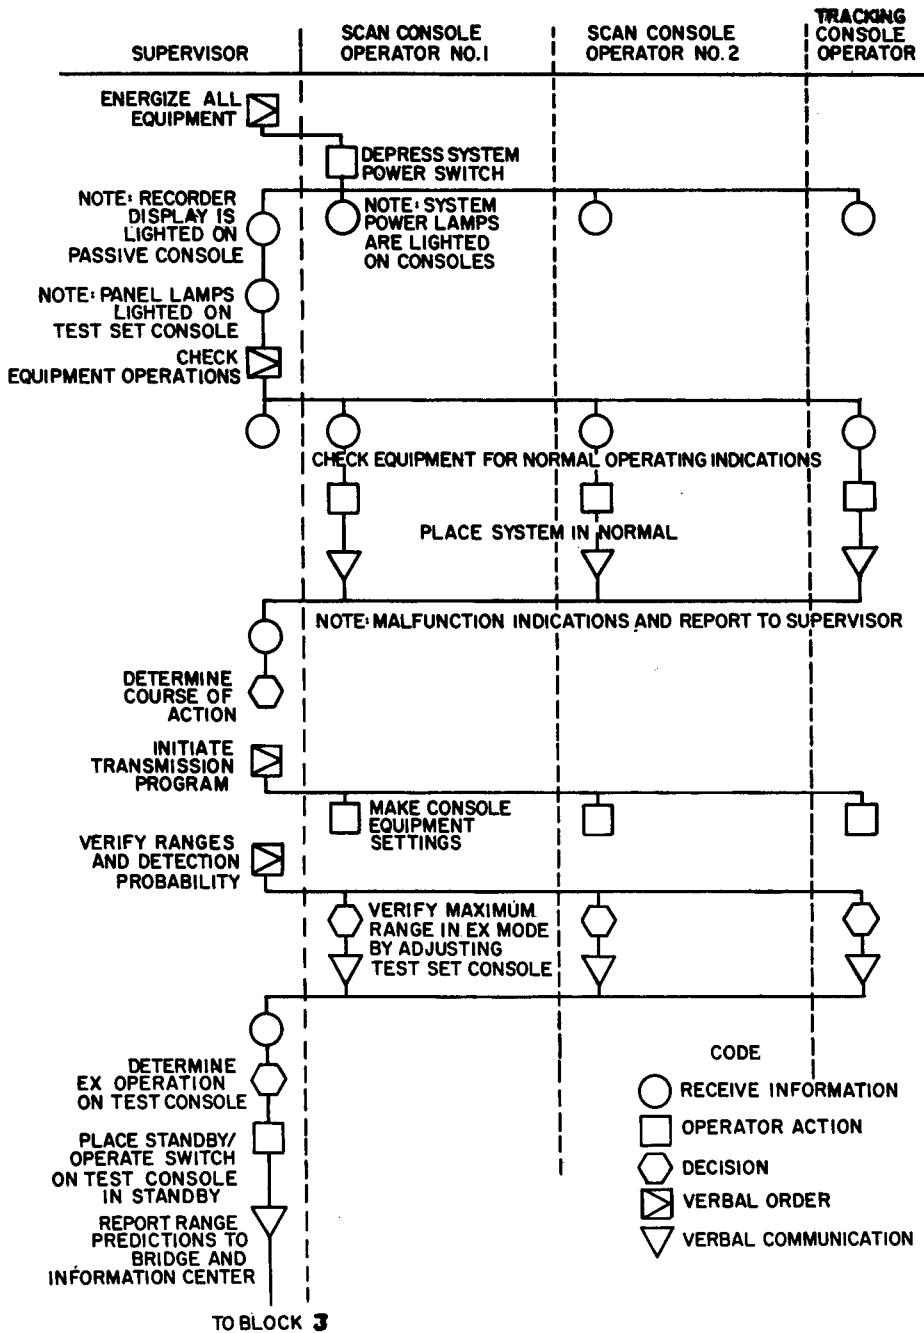 SUPERVISOR
SCAN CONSOLE
OPERATOR NO.1
SCAN CONSOLE
OPERATOR NO.2
TRACKING
CONSOLE
OPERATOR
ENERGIZE ALL
EQUIPMENT
DEPRESS SYSTEM
POWER SWITCH
NOTE: RECORDER
DISPLAY IS
LIGHTED ON
PASSIVE CONSOLE
NOTE: SYSTEM
POWER LAMPS
ARE LIGHTED
ON CONSOLES
NOTE: PANEL LAMPS
LIGHTED ON
TEST SET CONSOLE
CHECK
EQUIPMENT OPERATIONS
CHECK EQUIPMENT FOR NORMAL OPERATING INDICATIONS
PLACE SYSTEM IN NORMAL
NOTE: MALFUNCTION INDICATIONS AND REPORT TO SUPERVISOR
DETERMINE
COURSE OF
ACTION
INITIATE
TRANSMISSION
PROGRAM
MAKE CONSOLE
EQUIPMENT
SETTINGS
VERIFY RANGES
AND DETECTION
PROBABILITY
VERIFY MAXIMUM
RANGE IN EX MODE
BY ADJUSTING
TEST SET CONSOLE
DETERMINE
EX OPERATION
ON TEST CONSOLE
PLACE STANDBY/
OPERATE SWITCH
ON TEST CONSOLE
IN STANDBY
REPORT RANGE
PREDICTIONS TO
BRIDGE AND
INFORMATION CENTER
TO BLOCK 3
CODE
RECEIVE INFORMATION
OPERATOR ACTION
DECISION
VERBAL ORDER
VERBAL COMMUNICATION